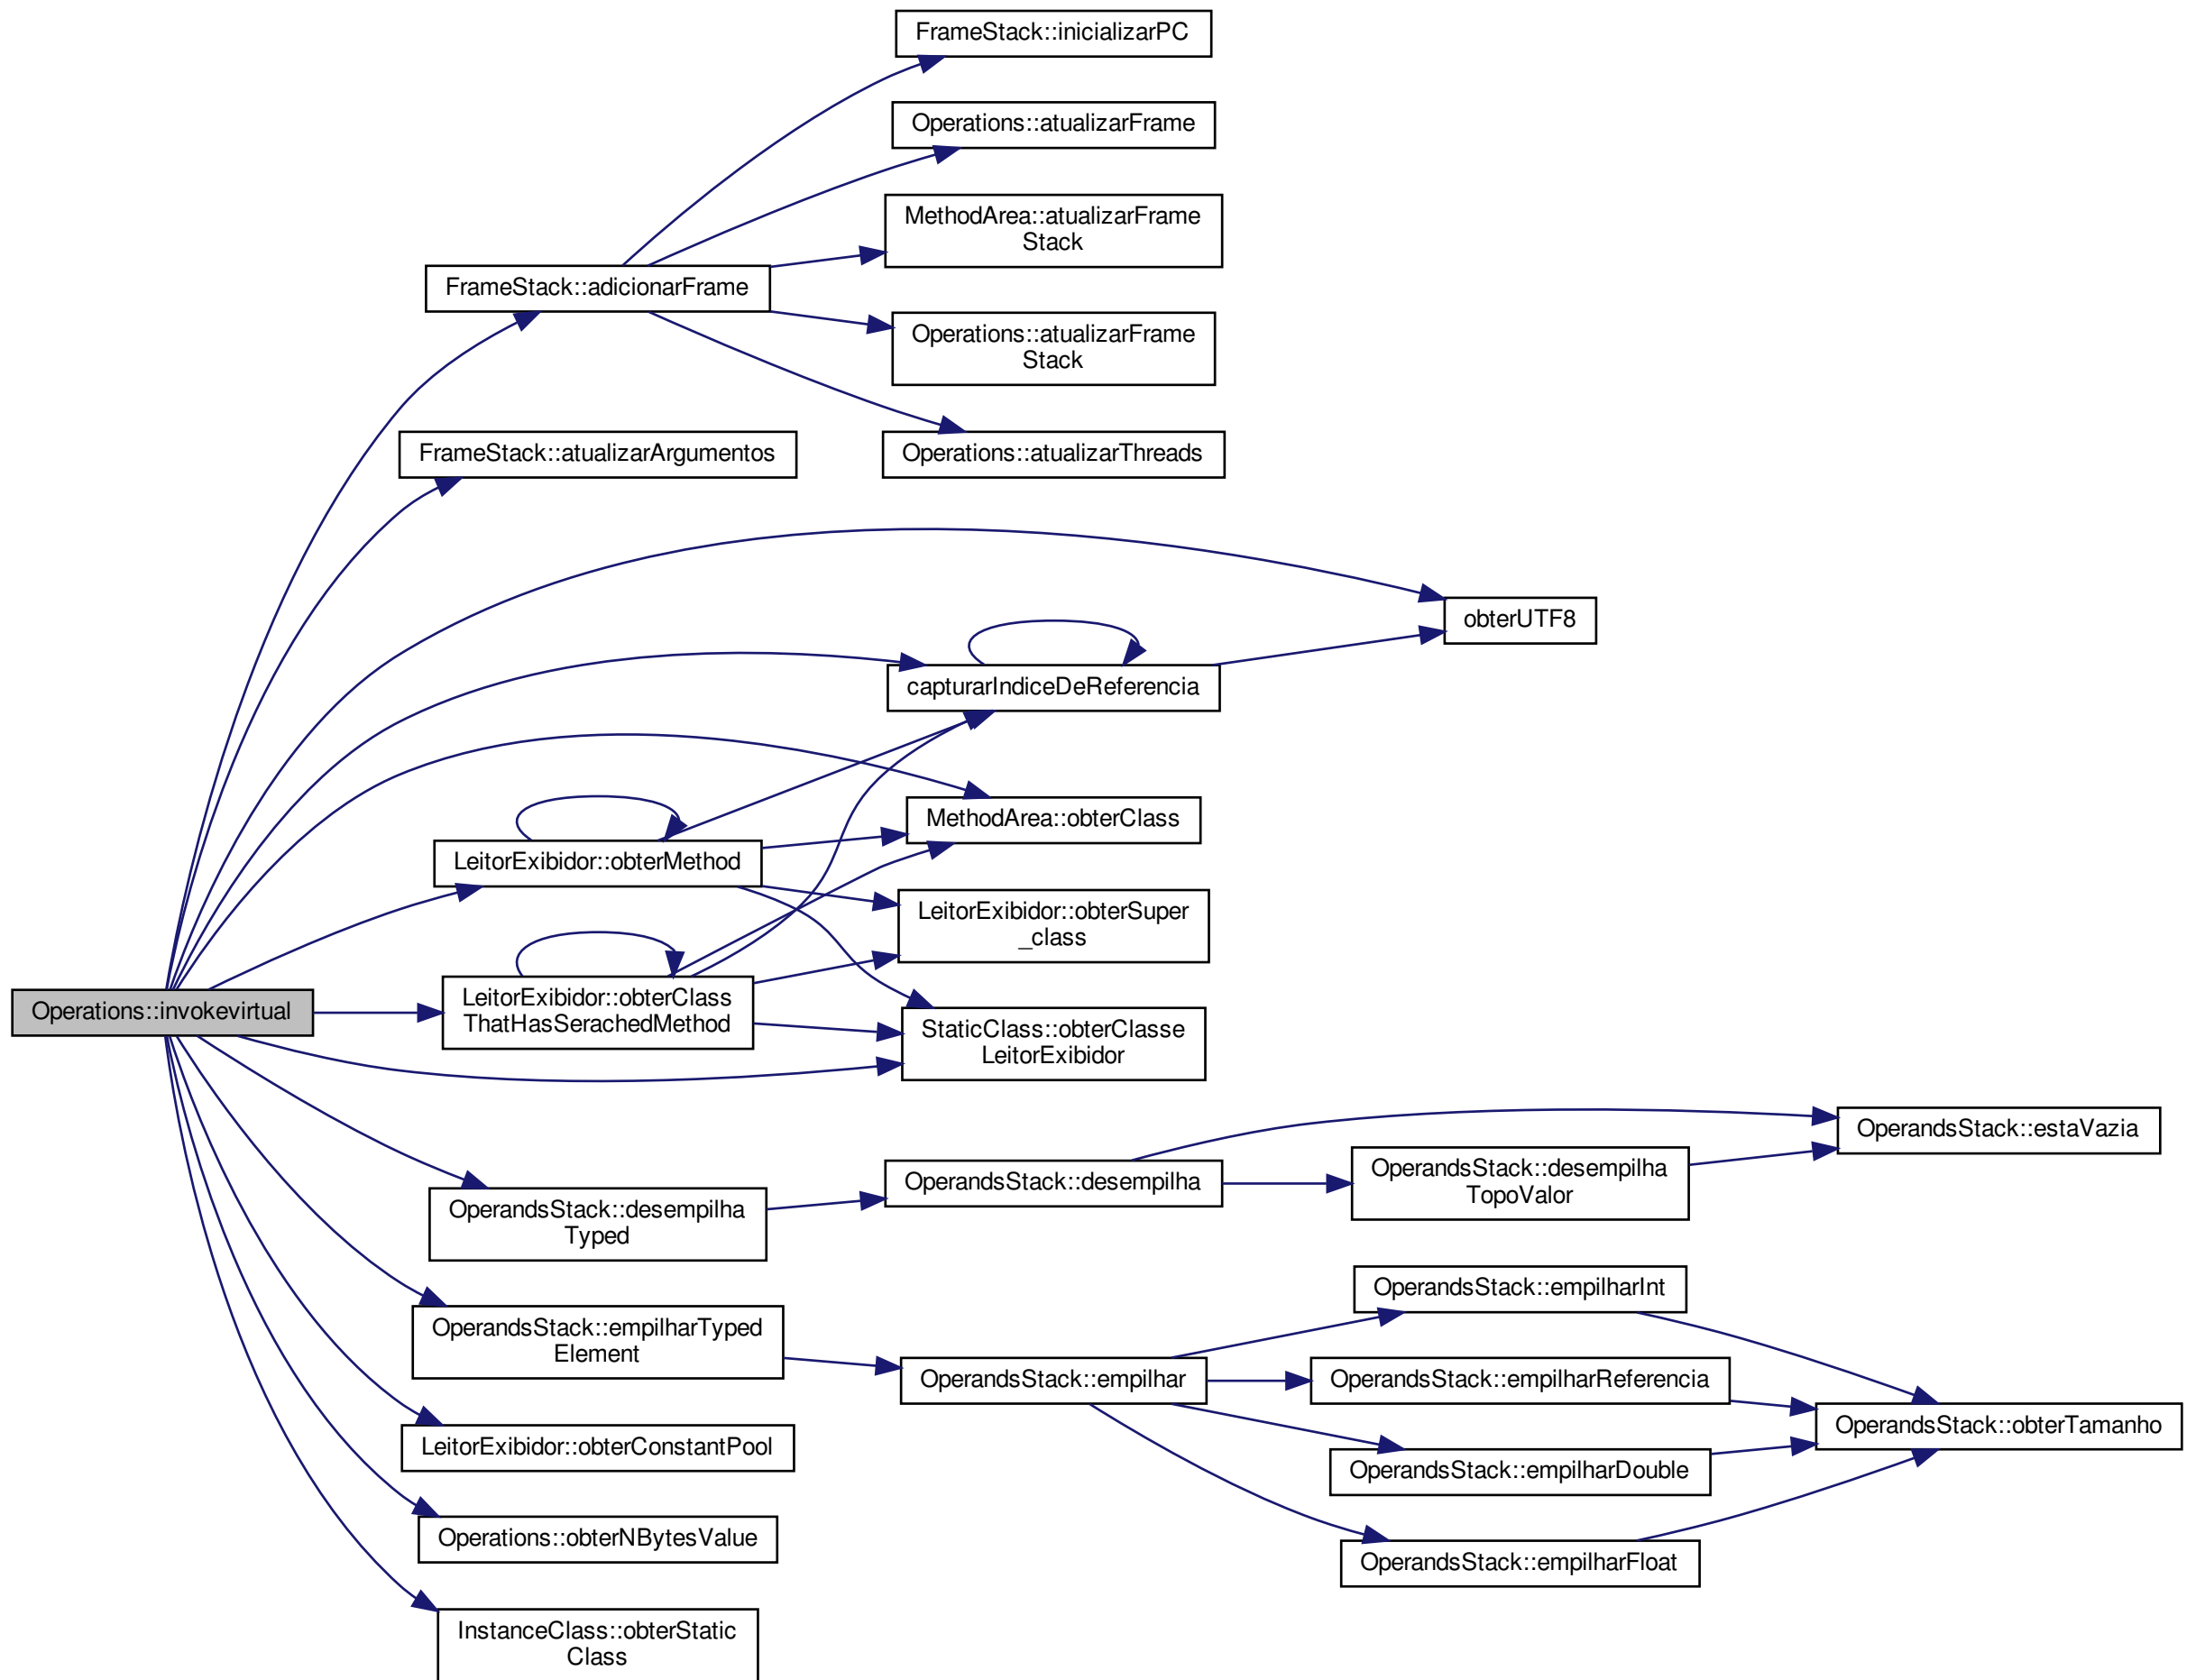 FrameStack::inicializarPC
Operations::atualizarFrame
MethodArea::atualizarFrame
Stack
FrameStack::adicionarFrame
Operations::atualizarFrame
Stack
FrameStack::atualizarArgumentos
Operations::atualizarThreads
obterUTF8
capturarIndiceDeReferencia
MethodArea::obterClass
LeitorExibidor::obterMethod
LeitorExibidor::obterSuper
_class
Operations::invokevirtual
LeitorExibidor::obterClass
ThatHasSerachedMethod
StaticClass::obterClasse
LeitorExibidor
OperandsStack::estaVazia
OperandsStack::desempilha
OperandsStack::desempilha
TopoValor
OperandsStack::desempilha
Typed
OperandsStack::empilharInt
OperandsStack::empilharTyped
Element
OperandsStack::empilhar
OperandsStack::empilharReferencia
OperandsStack::obterTamanho
LeitorExibidor::obterConstantPool
OperandsStack::empilharDouble
Operations::obterNBytesValue
OperandsStack::empilharFloat
InstanceClass::obterStatic
Class